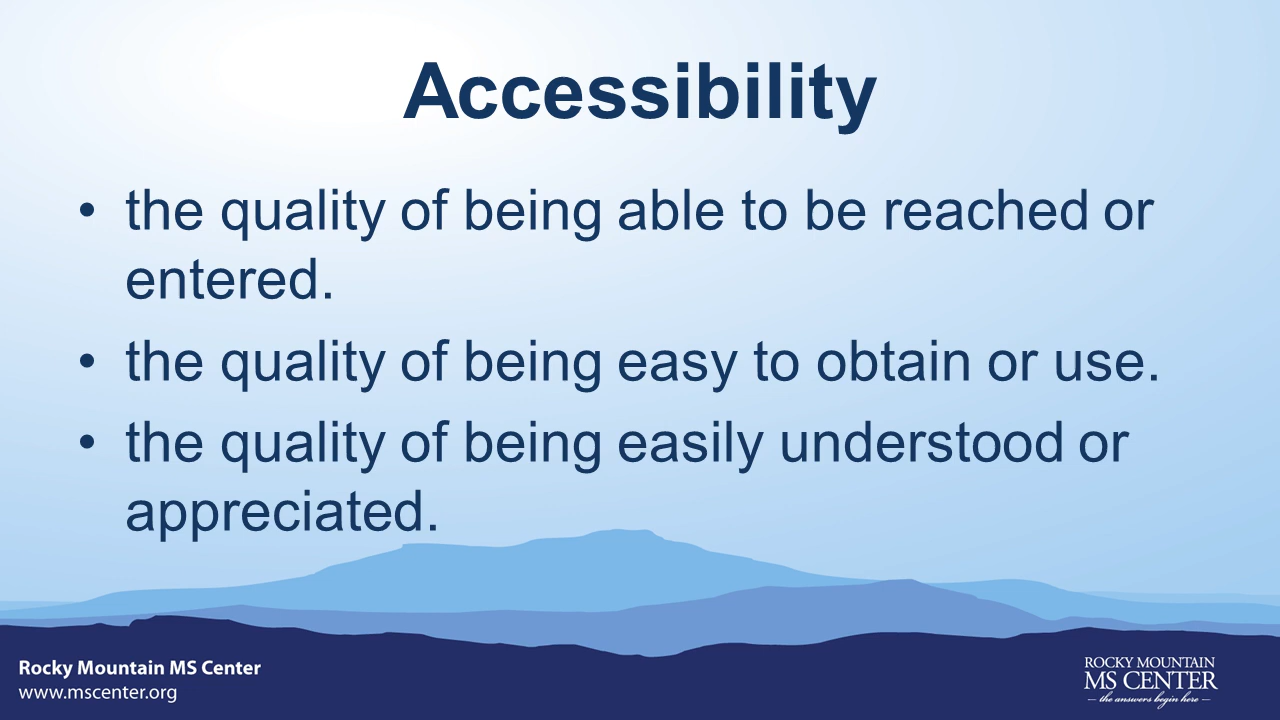 Accessibility
• the quality of being able to be reached or
entered.
• the quality of being easy to obtain or use.
• the quality of being easily understood or
appreciated.
Rocky Mountain MS Center
www.mscenter.org
ROCKY MOUNTAIN
MS CENTER
— the answers begin here —